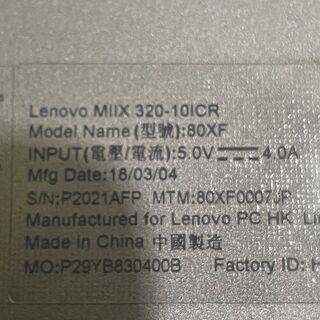 Lenovo MIIX 320-10ICR
Model Name(型號):80XF
INPUT(電壓/電流):5.0V⎓4.0A
Mfg Date:18/03/04
S/N:P2021AFP MTM:80XF0007JP
Manufactured for Lenovo PC HK
Made in China 中國製造
MO:P29YB830400B Factory ID: